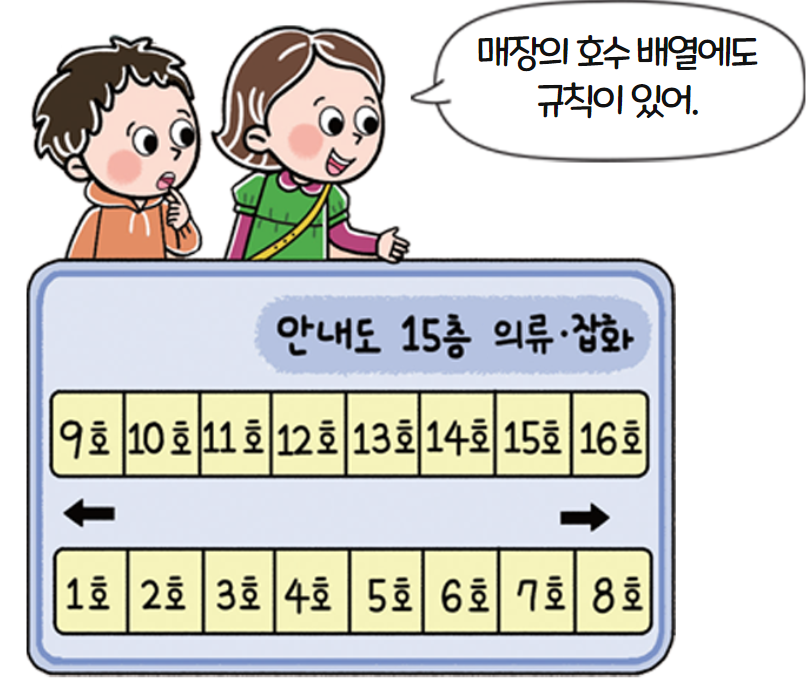 매장의 호수 배열에도
규칙이 있어.
안내도 15층 의류·잡화
9호 10호 11호 12호 13호 14호 15호 16호
1호 2호 3호 4호 5호 6호 7호 8호